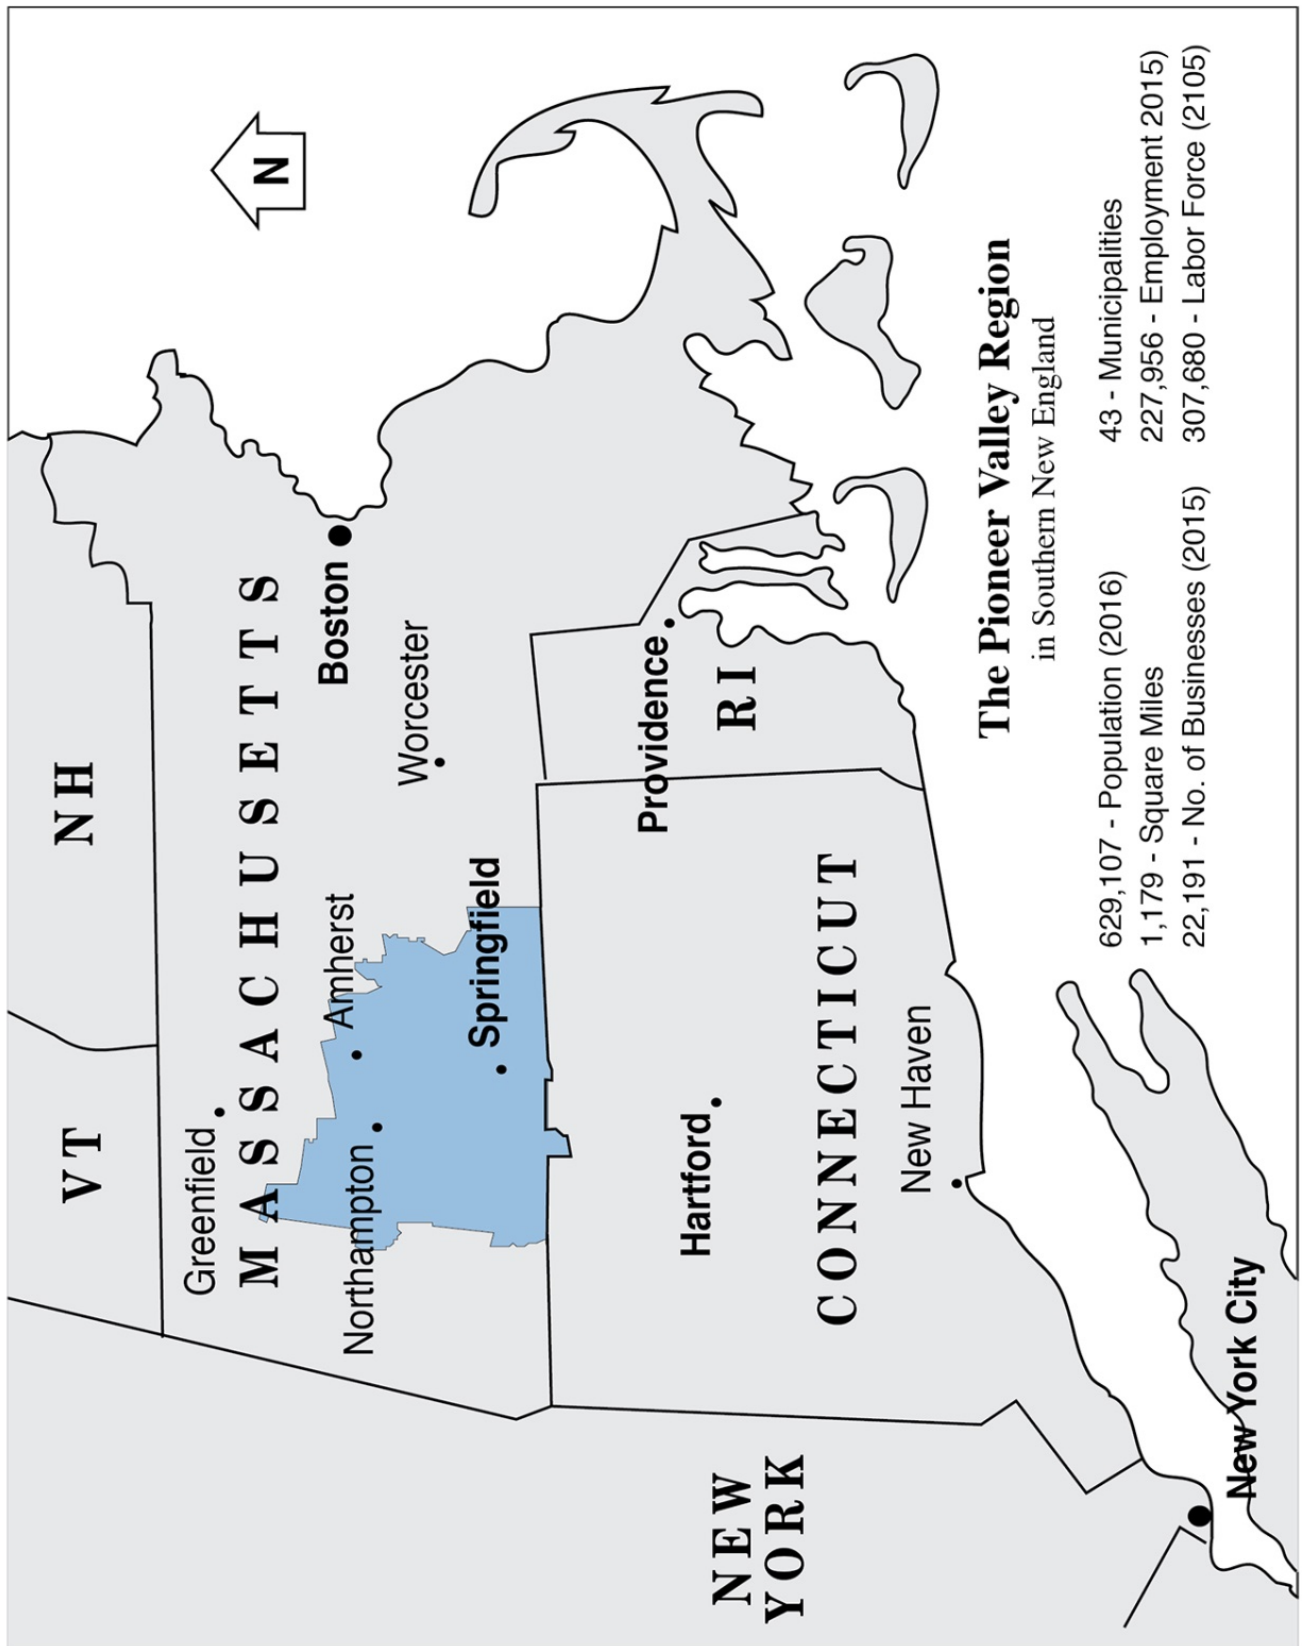 VT
NH
N
Greenfield
MASSACHUSETTS
Boston
Amherst
Northampton
Worcester
Springfield
Providence
RI
Hartford
NEW
YORK
CONNECTICUT
New Haven
New York City
The Pioneer Valley Region
in Southern New England
629,107 - Population (2016)
43 - Municipalities
1,179 - Square Miles
227,956 - Employment 2015)
22,191 - No. of Businesses (2015)
307,680 - Labor Force (2105)